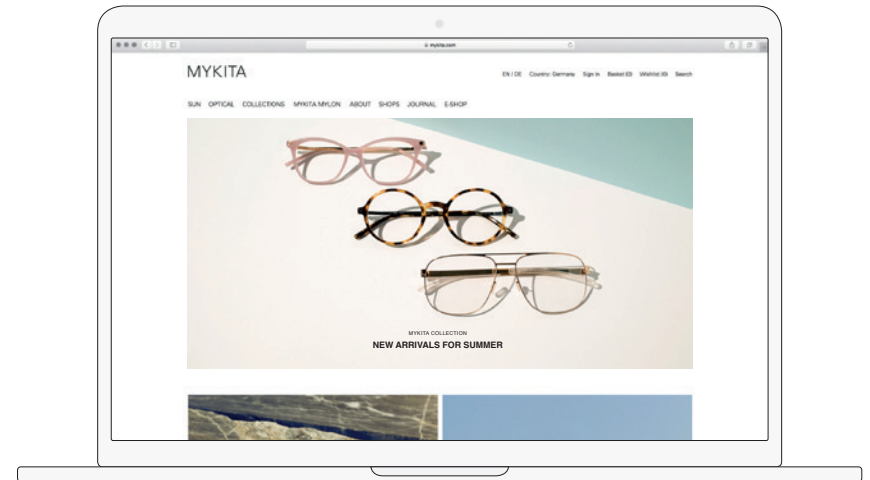 mykita.com
MYKITA
EN / DE Country: Germany Sign In Basket (0) Wishlist (0) Search
SUN OPTICAL COLLECTIONS MYKITA MYLON ABOUT SHOPS JOURNAL E-SHOP
MYKITA COLLECTION
NEW ARRIVALS FOR SUMMER